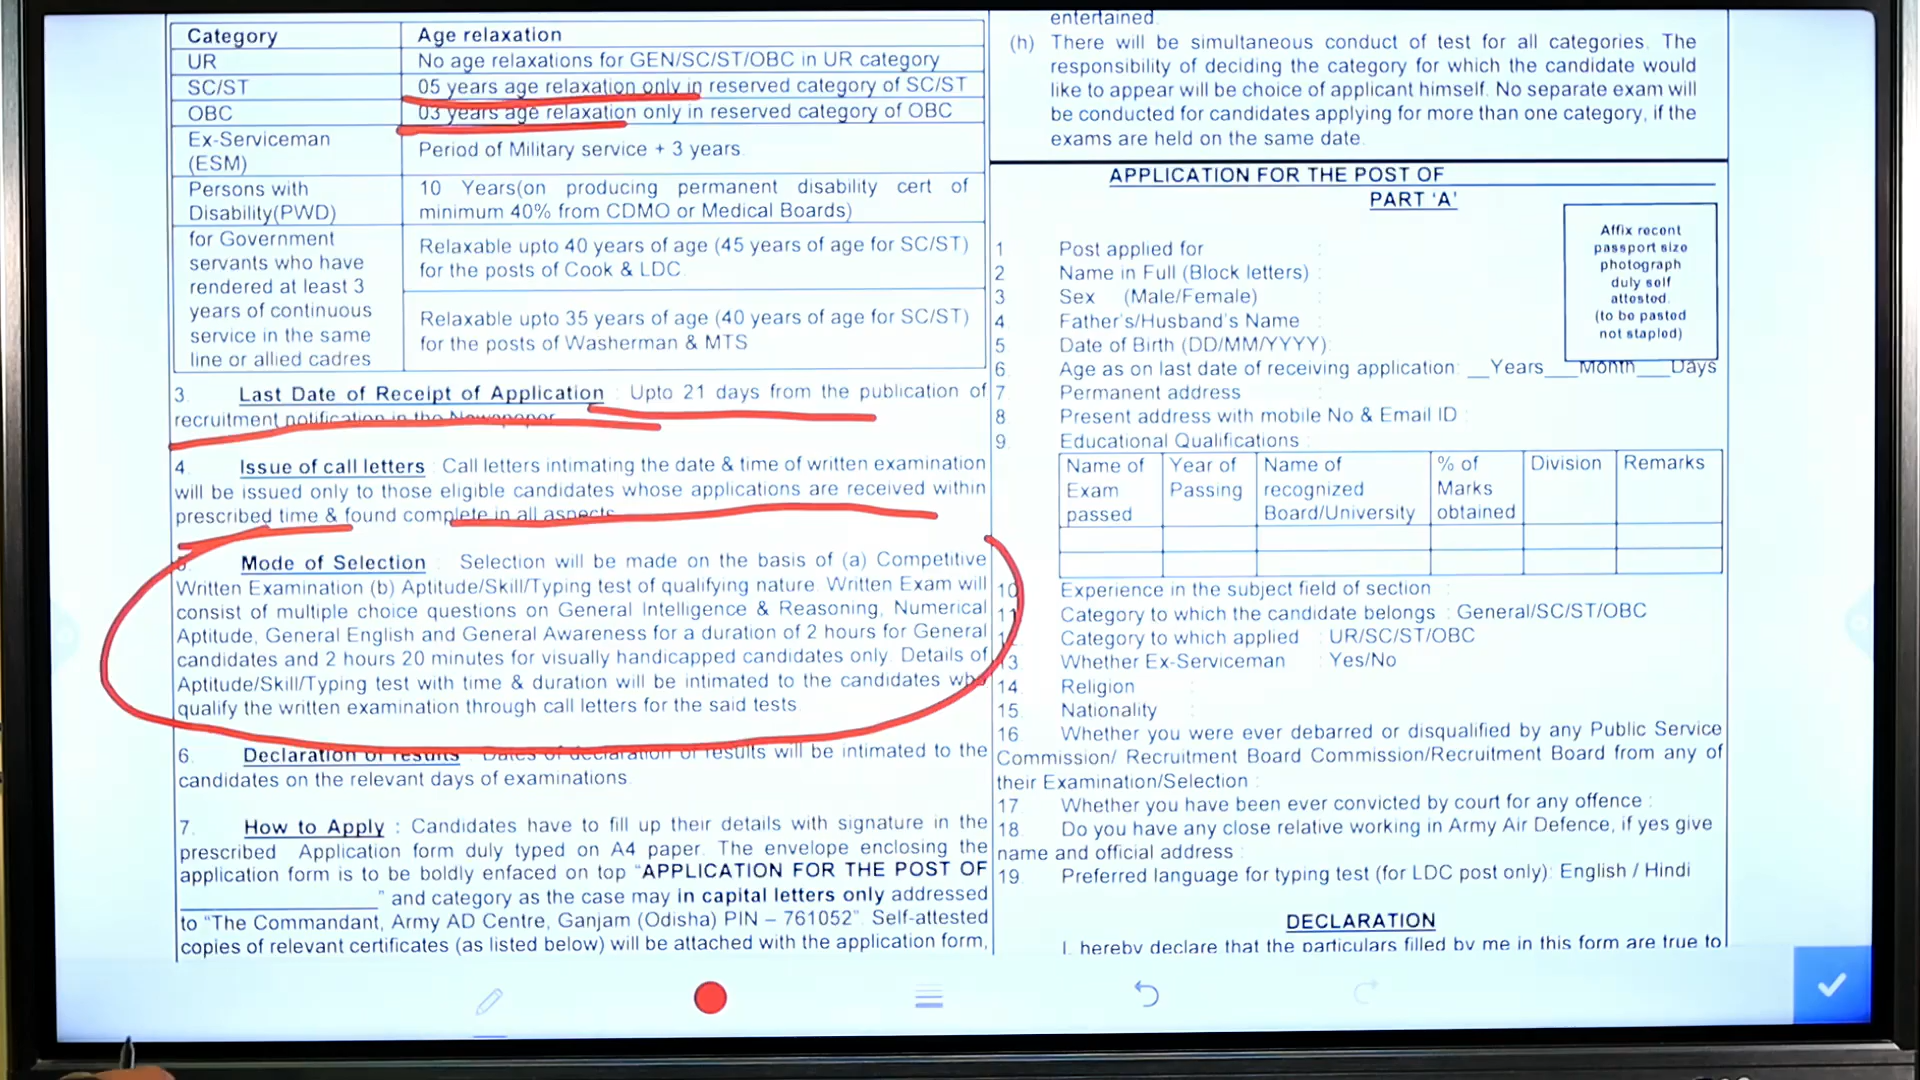 Category Age relaxation
UR No age relaxations for GEN/SC/ST/OBC in UR category
SC/ST 05 years age relaxation only in reserved category of SC/ST
OBC 03 years age relaxation only in reserved category of OBC
Ex-Serviceman
(ESM)
Period of Military service + 3 years.
Persons with
Disability(PWD)
10 Years(on producing permanent disability cert of
minimum 40% from CDMO or Medical Boards)
for Government
servants who have
rendered at least 3
years of continuous
service in the same
line or allied cadres
Relaxable upto 40 years of age (45 years of age for SC/ST)
for the posts of Cook & LDC.
Relaxable upto 35 years of age (40 years of age for SC/ST)
for the posts of Washerman & MTS
3. Last Date of Receipt of Application : Upto 21 days from the publication of
recruitment notification in the Newspaper.
4. Issue of call letters : Call letters intimating the date & time of written examination
will be issued only to those eligible candidates whose applications are received within
prescribed time & found complete in all aspects.
5. Mode of Selection : Selection will be made on the basis of (a) Competitive
Written Examination (b) Aptitude/Skill/Typing test of qualifying nature. Written Exam will
consist of multiple choice questions on General Intelligence & Reasoning, Numerical
Aptitude, General English and General Awareness for a duration of 2 hours for General
candidates and 2 hours 20 minutes for visually handicapped candidates only. Details of
Aptitude/Skill/Typing test with time & duration will be intimated to the candidates who
qualify the written examination through call letters for the said tests.
6. Declaration of results : Dates of declaration of results will be intimated to the
candidates on the relevant days of examinations.
7. How to Apply : Candidates have to fill up their details with signature in the
prescribed Application form duly typed on A4 paper. The envelope enclosing the
application form is to be boldly enfaced on top "APPLICATION FOR THE POST OF
____________________" and category as the case may in capital letters only addressed
to "The Commandant, Army AD Centre, Ganjam (Odisha) PIN – 761052". Self-attested
copies of relevant certificates (as listed below) will be attached with the application form,
entertained.
(h) There will be simultaneous conduct of test for all categories. The
responsibility of deciding the category for which the candidate would
like to appear will be choice of applicant himself. No separate exam will
be conducted for candidates applying for more than one category, if the
exams are held on the same date.
APPLICATION FOR THE POST OF ____________________
PART 'A'
Affix recent
passport size
photograph
duly self
attested.
(to be pasted
not stapled)
1 Post applied for :
2 Name in Full (Block letters) :
3 Sex (Male/Female) :
4. Father's/Husband's Name :
5 Date of Birth (DD/MM/YYYY):
6. Age as on last date of receiving application: __Years___Month___Days
7. Permanent address :
8. Present address with mobile No & Email ID :
9. Educational Qualifications :
Name of Exam passed | Year of Passing | Name of recognized Board/University | % of Marks obtained | Division | Remarks
10 Experience in the subject field of section :
11 Category to which the candidate belongs : General/SC/ST/OBC
Category to which applied : UR/SC/ST/OBC
13 Whether Ex-Serviceman : Yes/No
14. Religion :
15. Nationality :
16 Whether you were ever debarred or disqualified by any Public Service
Commission/ Recruitment Board Commission/Recruitment Board from any of
their Examination/Selection :
17. Whether you have been ever convicted by court for any offence :
18. Do you have any close relative working in Army Air Defence, if yes give
name and official address :
19. Preferred language for typing test (for LDC post only): English / Hindi
DECLARATION
I, hereby declare that the particulars filled by me in this form are true to